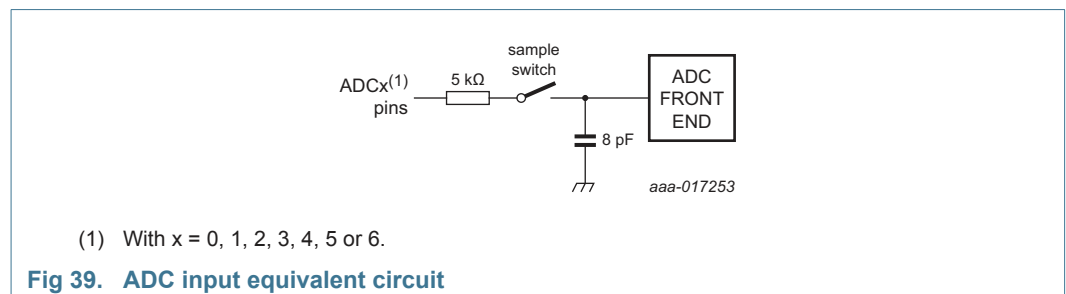 sample
switch
ADCx(1)
pins
5 kΩ
ADC
FRONT
END
8 pF
aaa-017253
(1) With x = 0, 1, 2, 3, 4, 5 or 6.
Fig 39. ADC input equivalent circuit